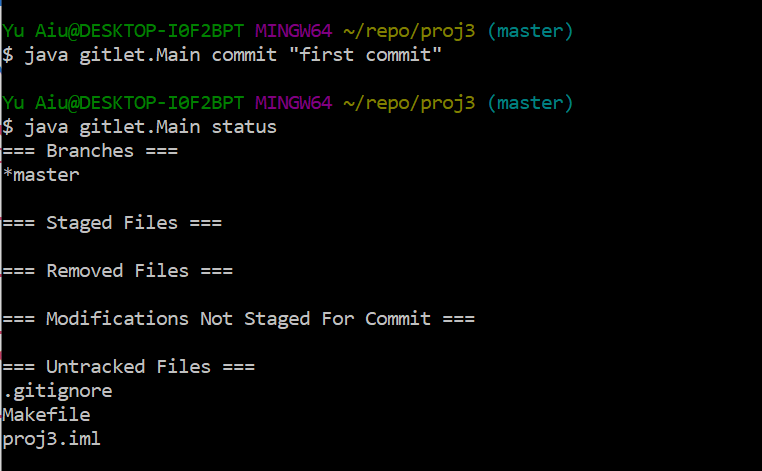 Yu Aiu@DESKTOP-I0F2BPT MINGW64 ~/repo/proj3 (master)
$ java gitlet.Main commit "first commit"
Yu Aiu@DESKTOP-I0F2BPT MINGW64 ~/repo/proj3 (master)
$ java gitlet.Main status
=== Branches ===
*master
=== Staged Files ===
=== Removed Files ===
=== Modifications Not Staged For Commit ===
=== Untracked Files ===
.gitignore
Makefile
proj3.iml